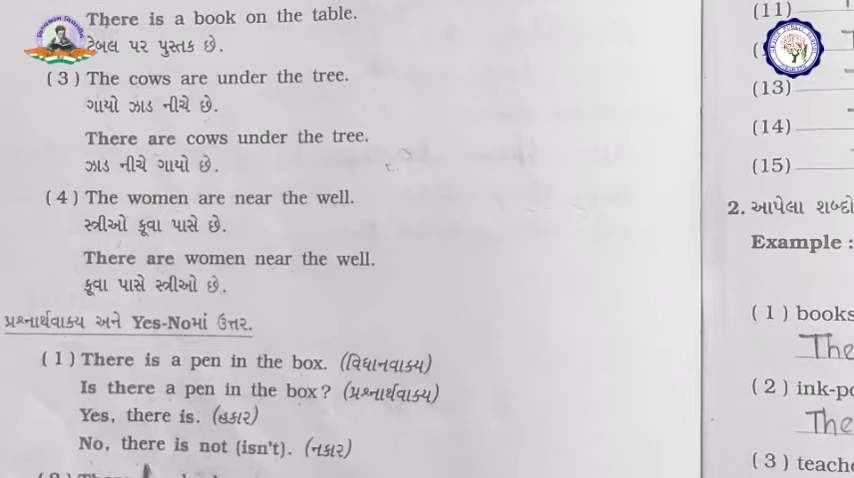 There is a book on the table.
ટેબલ પર પુસ્તક છે.
( 3 ) The cows are under the tree.
ગાયો ઝાડ નીચે છે.
There are cows under the tree.
ઝાડ નીચે ગાયો છે.
( 4 ) The women are near the well.
સ્ત્રીઓ કૂવા પાસે છે.
There are women near the well.
કૂવા પાસે સ્ત્રીઓ છે.
પ્રશ્નાર્થવાક્ય અને Yes-Noમાં ઉત્તર.
( 1 ) There is a pen in the box. (વિધાનવાક્ય)
Is there a pen in the box? (પ્રશ્નાર્થવાક્ય)
Yes, there is. (હકાર)
No, there is not (isn't). (નકાર)
(11)
(13)
(14)
(15)
2. આપેલા શબ્દો
Example :
( 1 ) books
The
( 2 ) ink-po
The
( 3 ) teache